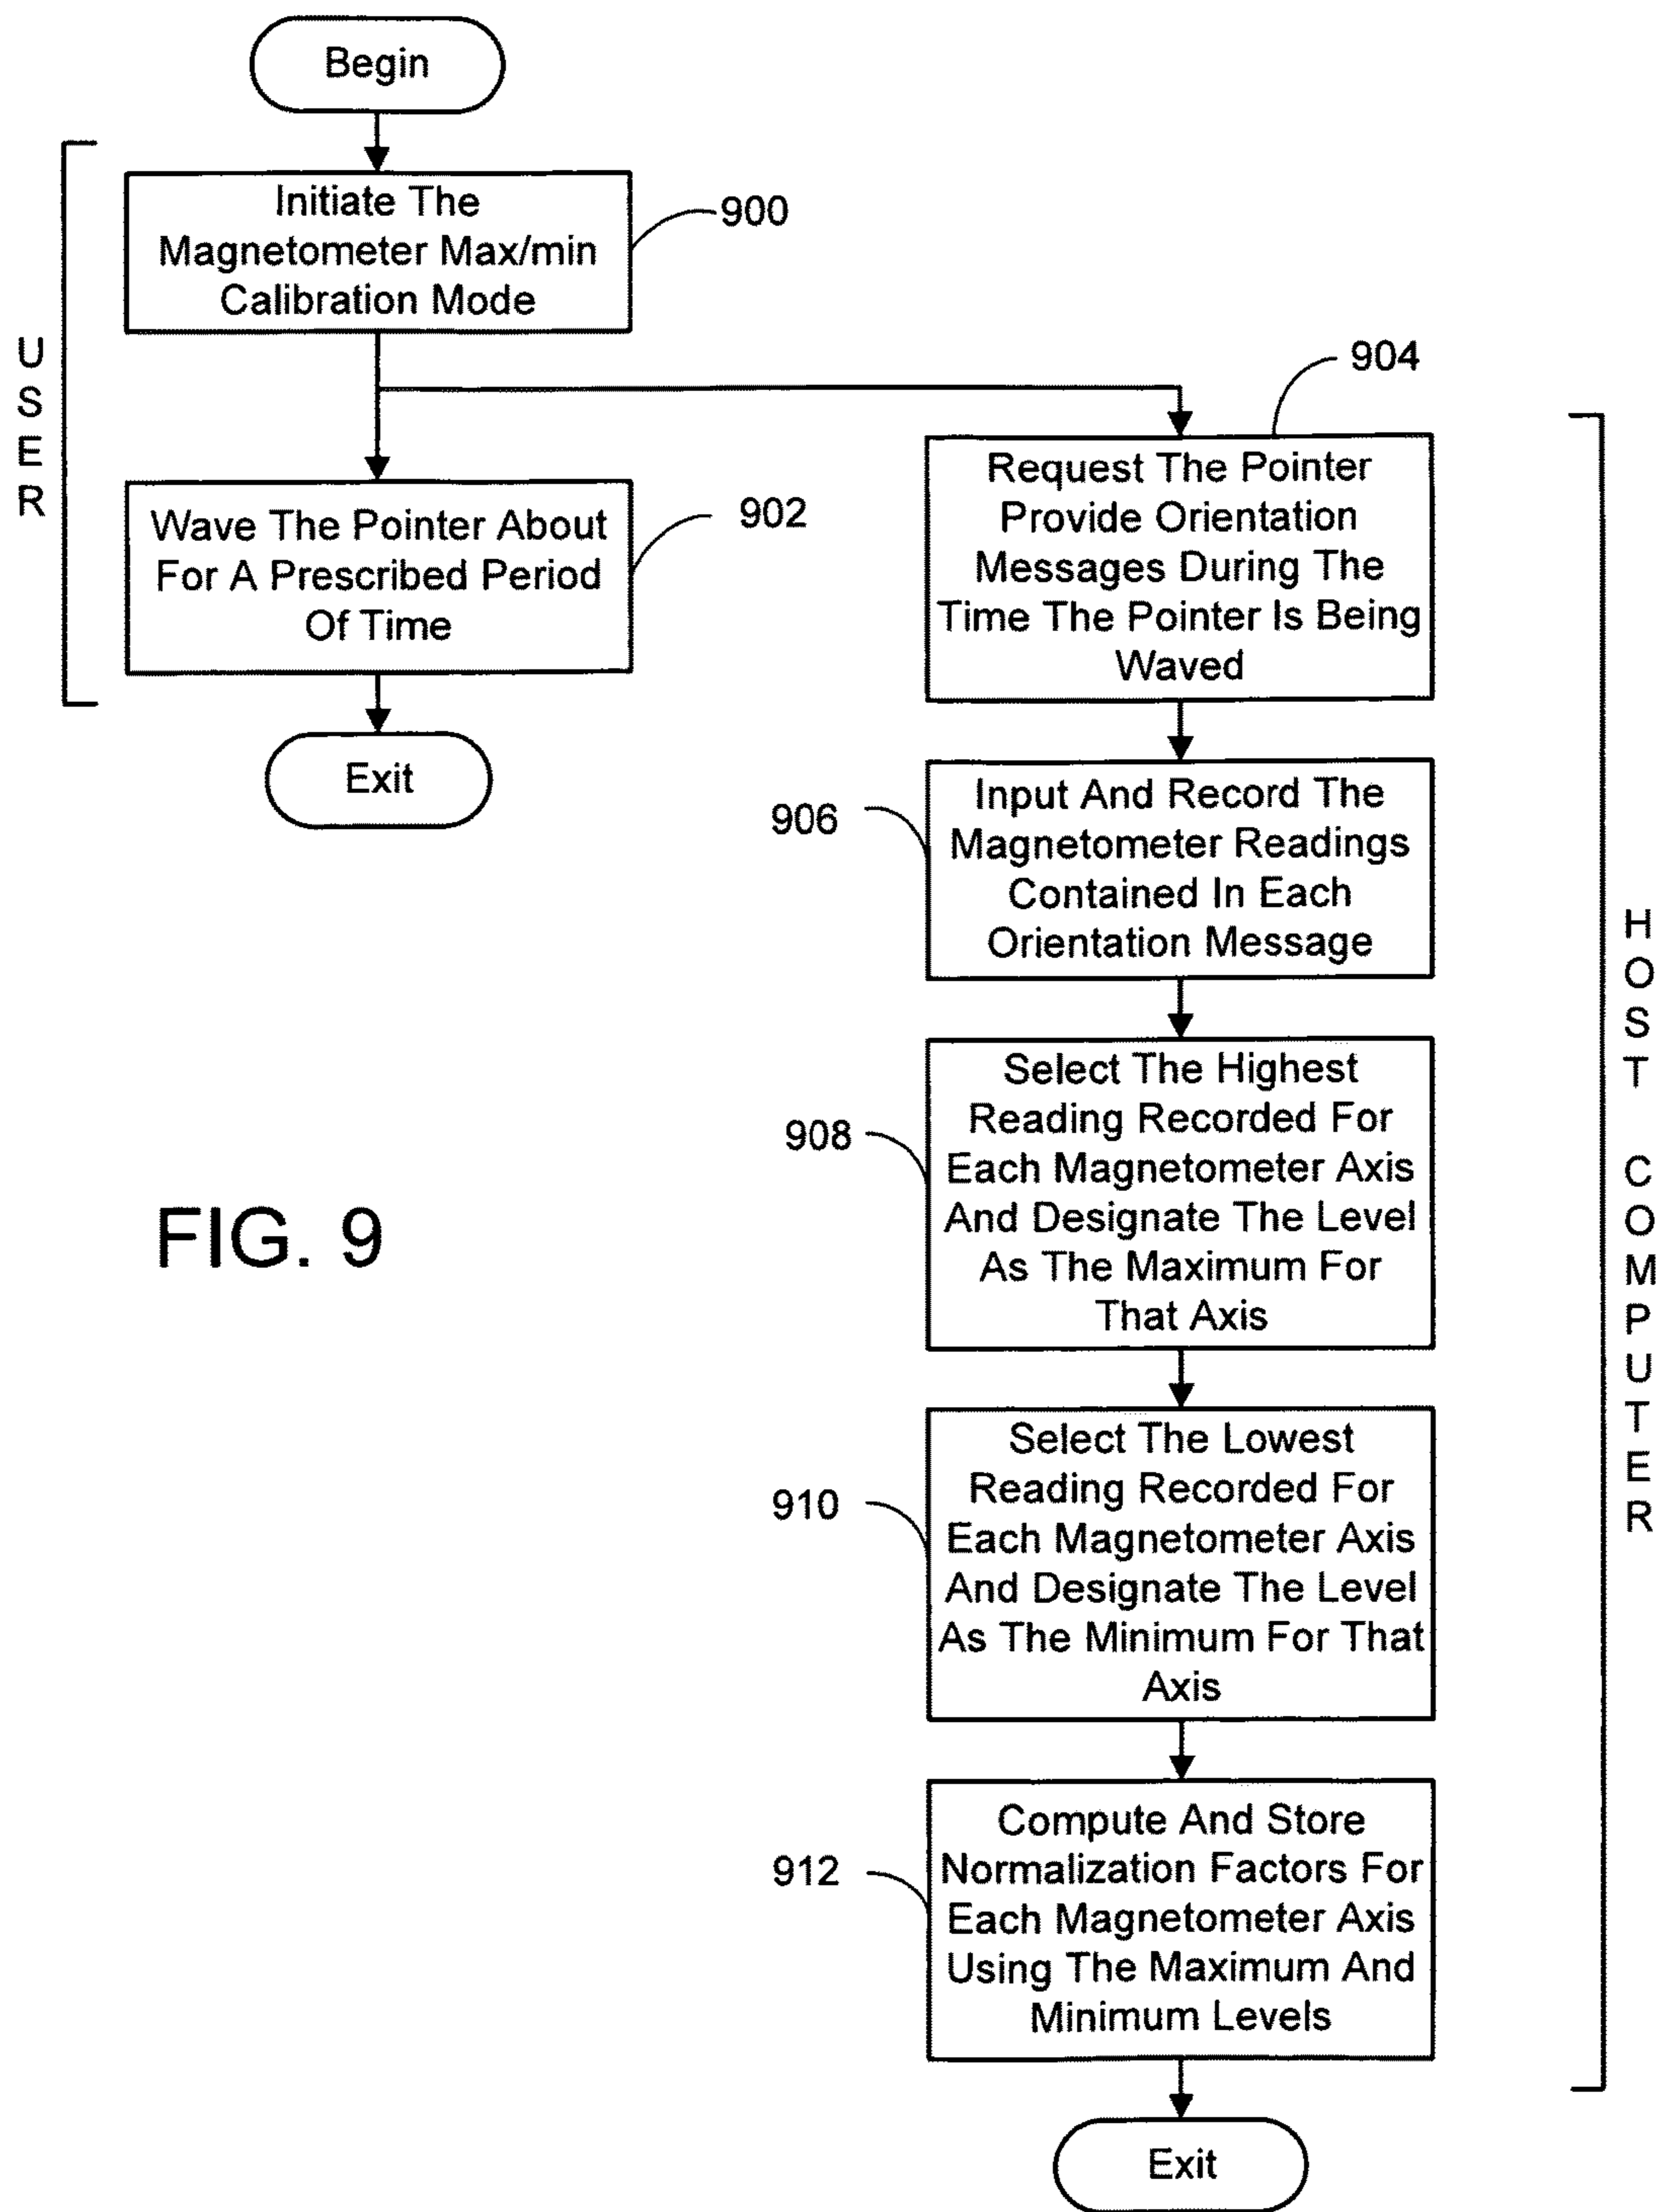 Begin
Initiate The
Magnetometer Max/min
Calibration Mode
900
USER
Wave The Pointer About
For A Prescribed Period
Of Time
902
Exit
904
Request The Pointer
Provide Orientation
Messages During The
Time The Pointer Is Being
Waved
906
Input And Record The
Magnetometer Readings
Contained In Each
Orientation Message
908
Select The Highest
Reading Recorded For
Each Magnetometer Axis
And Designate The Level
As The Maximum For
That Axis
910
Select The Lowest
Reading Recorded For
Each Magnetometer Axis
And Designate The Level
As The Minimum For That
Axis
912
Compute And Store
Normalization Factors For
Each Magnetometer Axis
Using The Maximum And
Minimum Levels
Exit
HOST COMPUTER
FIG. 9